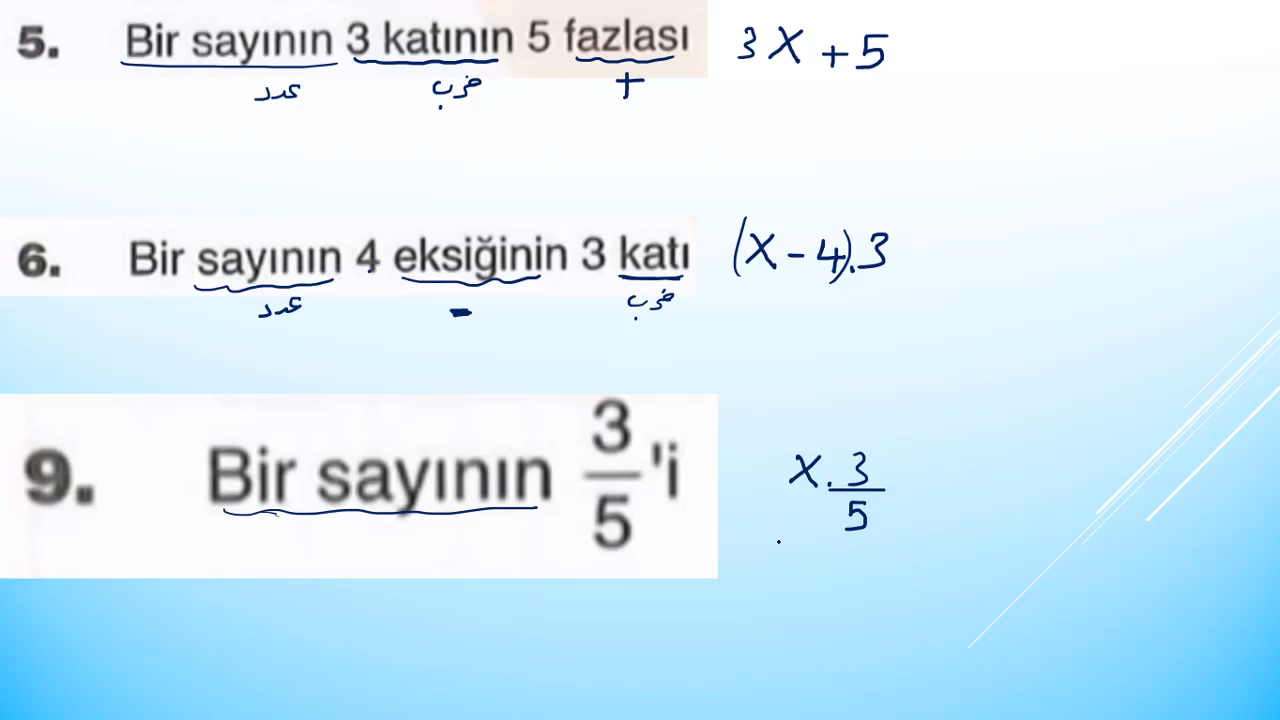 5. Bir sayının 3 katının 5 fazlası 3X + 5
عدد ضرب +
6. Bir sayının 4 eksiğinin 3 katı (X - 4).3
عدد - ضرب
9. Bir sayının 3/5 'i X. 3/5